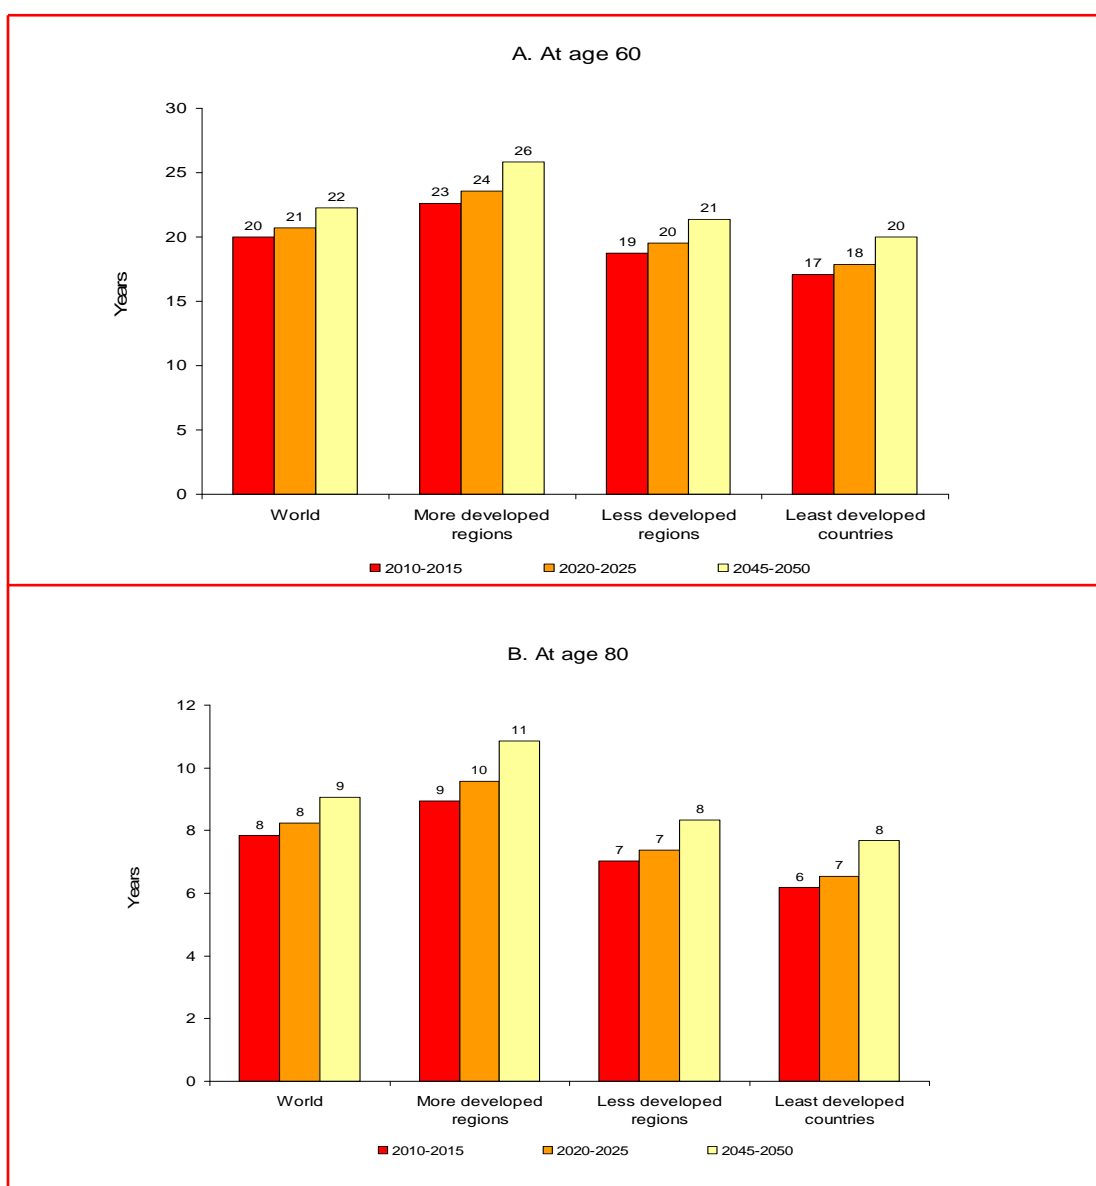 A. At age 60
30
25
20
15
10
5
0
Years
20
21
22
23
24
26
19
20
21
17
18
20
World
More developed
regions
Less developed
regions
Least developed
countries
2010-2015
2020-2025
2045-2050
B. At age 80
12
10
8
6
4
2
0
Years
8
8
9
9
10
11
7
7
8
6
7
8
World
More developed
regions
Less developed
regions
Least developed
countries
2010-2015
2020-2025
2045-2050